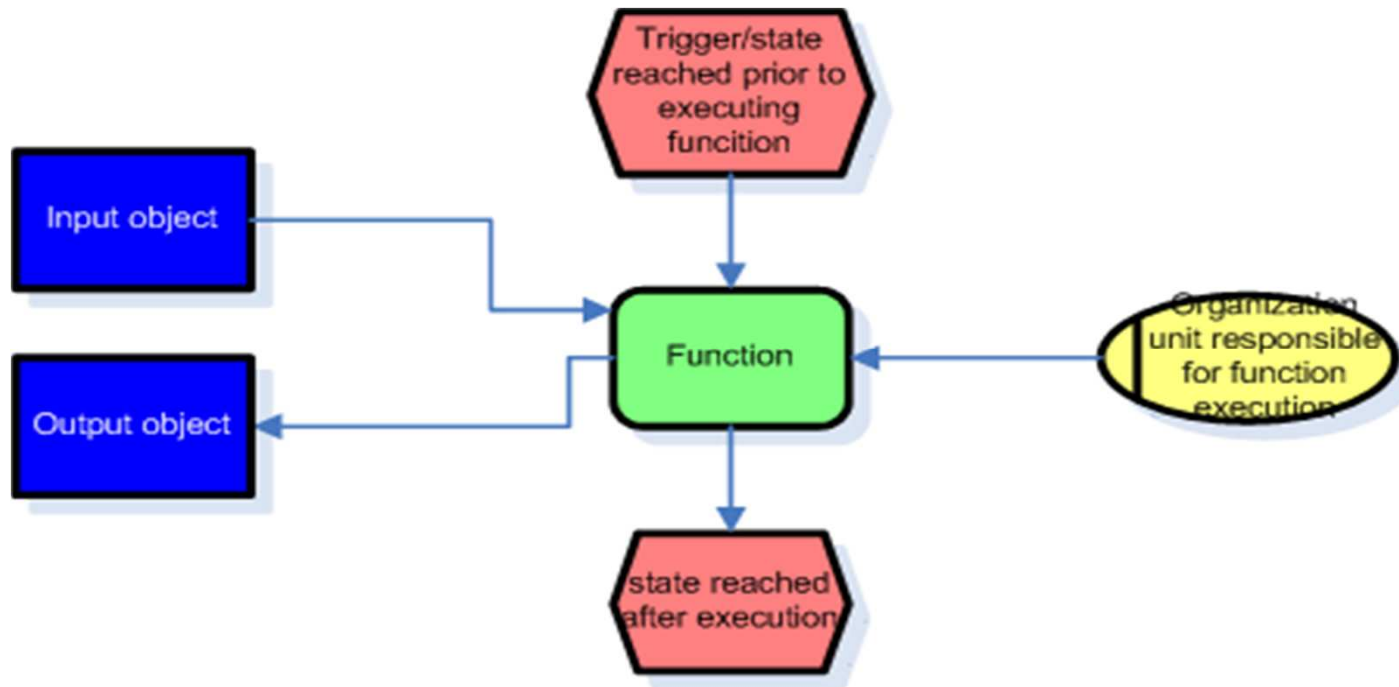 Trigger/state
reached prior to
executing
funcition
Input object
Function
Organization
unit responsible
for function
execution
Output object
state reached
after execution